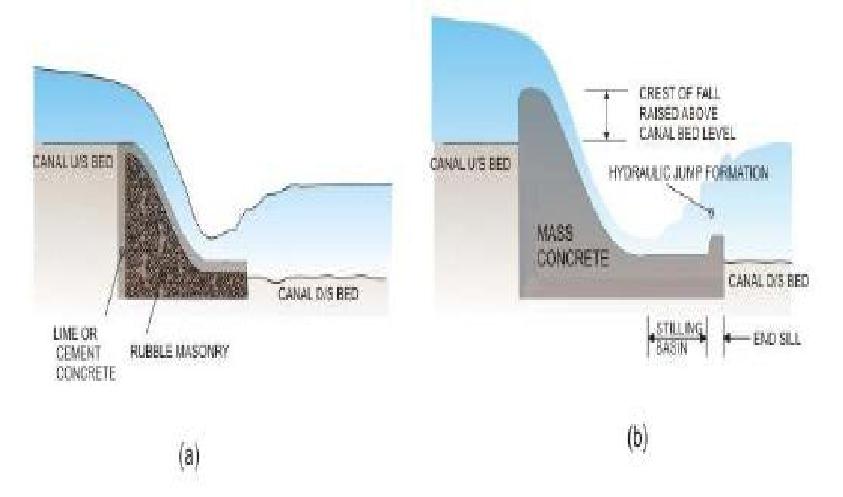 CANAL U/S BED
CANAL D/S BED
LIME OR
CEMENT
CONCRETE
RUBBLE MASONRY
(a)
CREST OF FALL
RAISED ABOVE
CANAL BED LEVEL
CANAL U/S BED
HYDRAULIC JUMP FORMATION
MASS
CONCRETE
CANAL D/S BED
STILLING
BASIN
END SILL
(b)